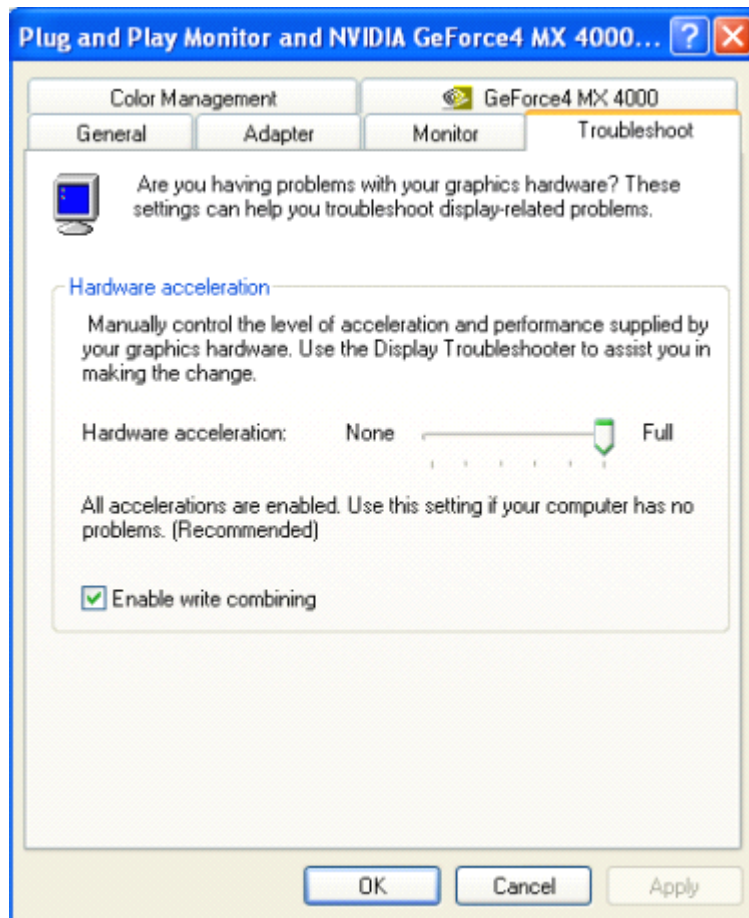 Plug and Play Monitor and NVIDIA GeForce4 MX 4000...
Color Management
GeForce4 MX 4000
General
Adapter
Monitor
Troubleshoot
Are you having problems with your graphics hardware? These
settings can help you troubleshoot display-related problems.
Hardware acceleration
Manually control the level of acceleration and performance supplied by
your graphics hardware. Use the Display Troubleshooter to assist you in
making the change.
Hardware acceleration: None Full
All accelerations are enabled. Use this setting if your computer has no
problems. (Recommended)
Enable write combining
OK
Cancel
Apply